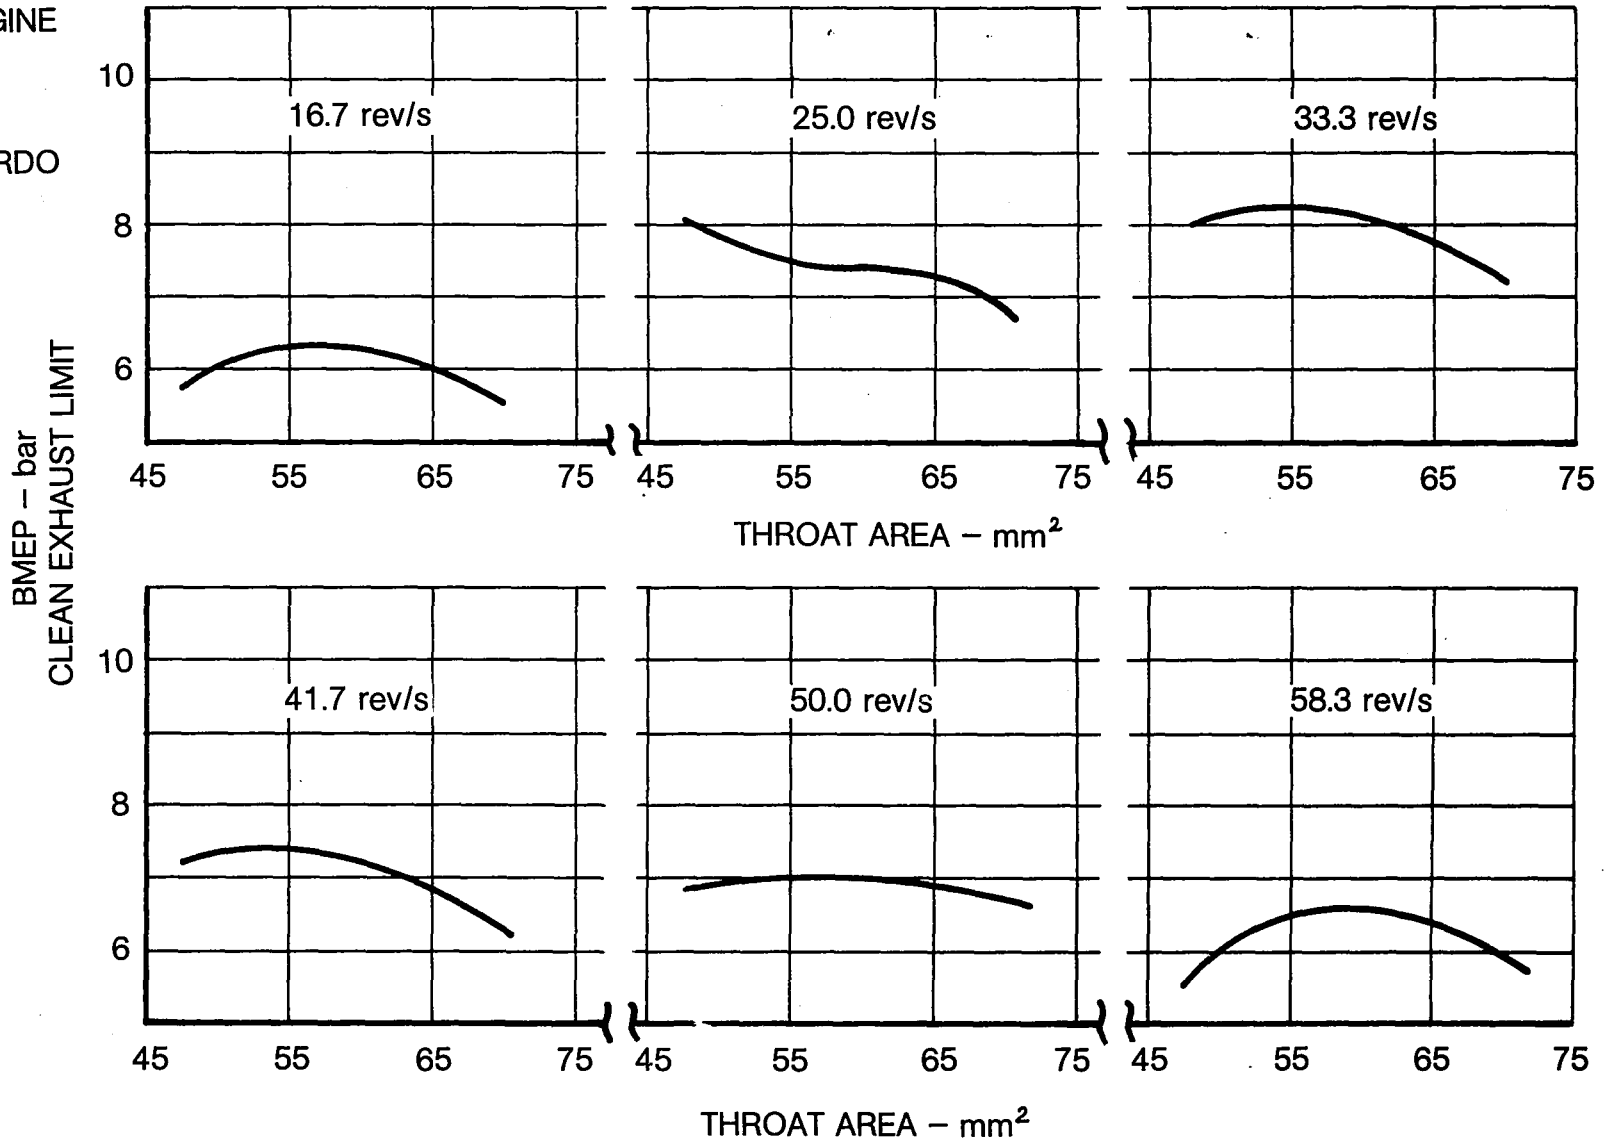 GINE
RDO
BMEP – bar
CLEAN EXHAUST LIMIT
10
8
6
16.7 rev/s
25.0 rev/s
33.3 rev/s
45 55 65 75 45 55 65 75 45 55 65 75
THROAT AREA – mm²
10
8
6
41.7 rev/s
50.0 rev/s
58.3 rev/s
45 55 65 75 45 55 65 75 45 55 65 75
THROAT AREA – mm²